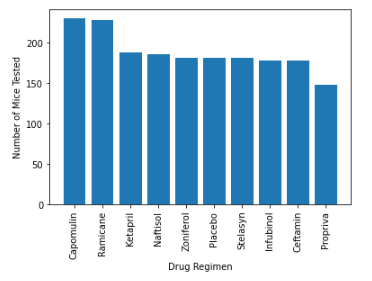 Number of Mice Tested
200
150
100
50
0
Capomulin
Ramicane
Ketapril
Naftisol
Zoniferol
Placebo
Stelasyn
Infubinol
Ceftamin
Propriva
Drug Regimen